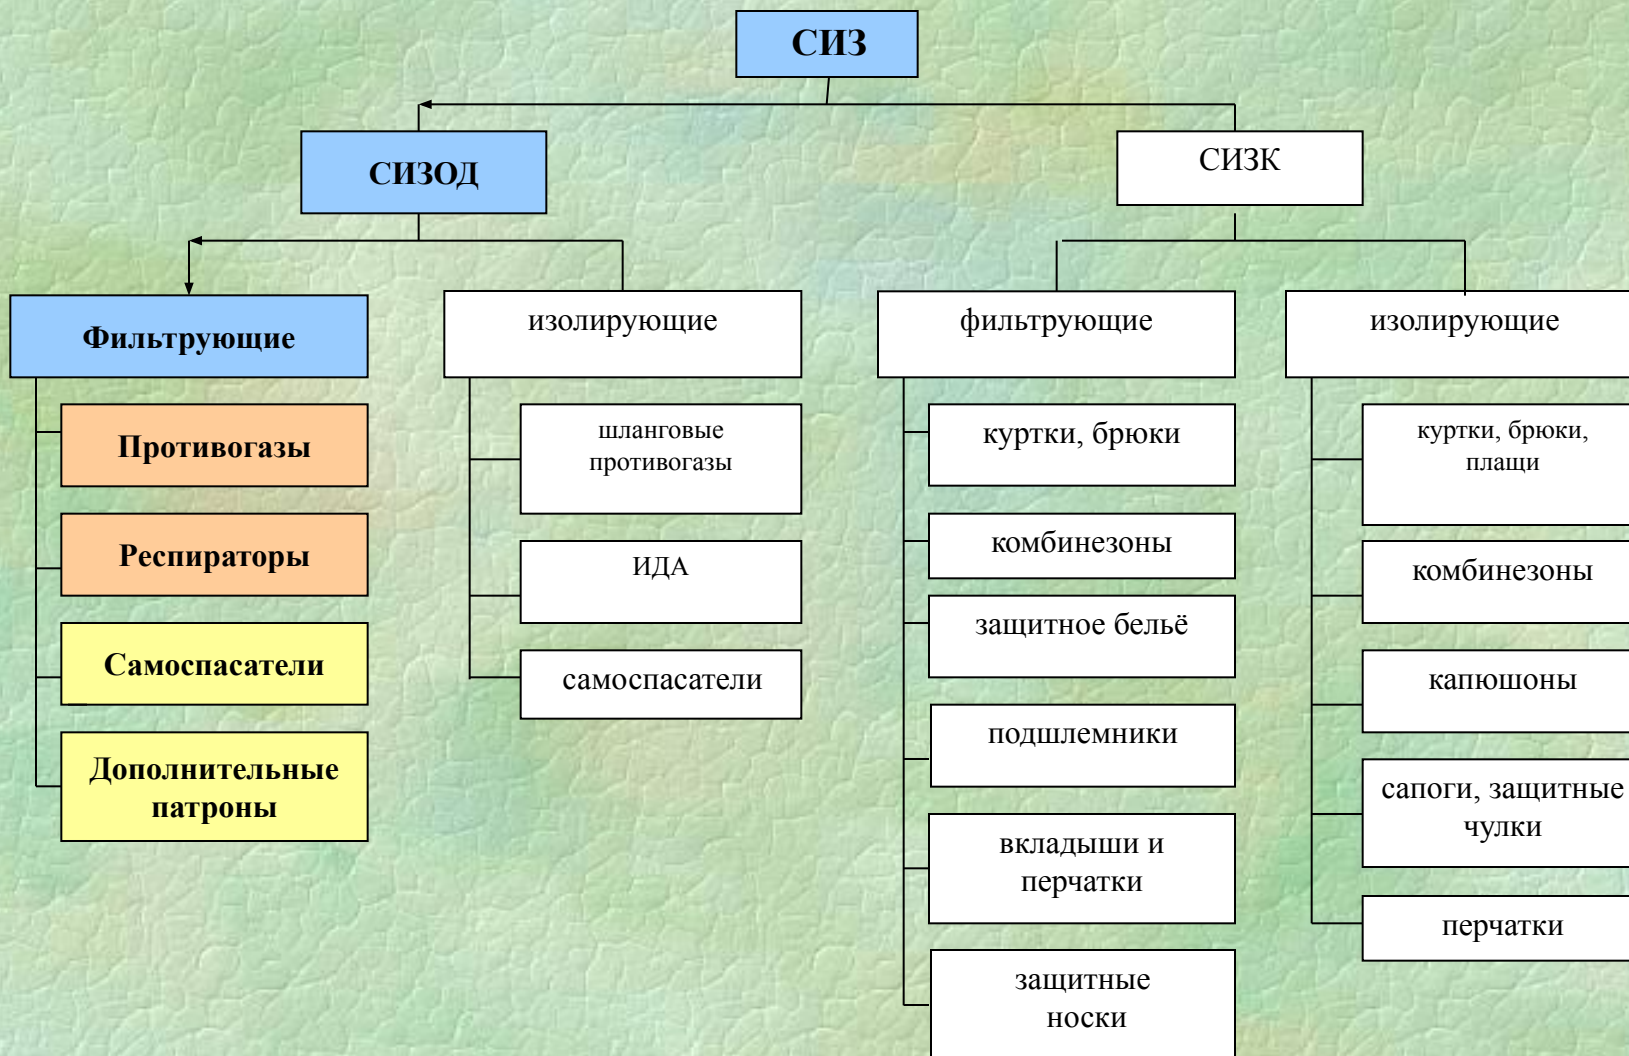 СИЗ
СИЗОД
СИЗК
Фильтрующие
Противогазы
Респираторы
Самоспасатели
Дополнительные
патроны
изолирующие
шланговые
противогазы
ИДА
самоспасатели
фильтрующие
куртки, брюки
комбинезоны
защитное бельё
подшлемники
вкладыши и
перчатки
защитные
носки
изолирующие
куртки, брюки,
плащи
комбинезоны
капюшоны
сапоги, защитные
чулки
перчатки